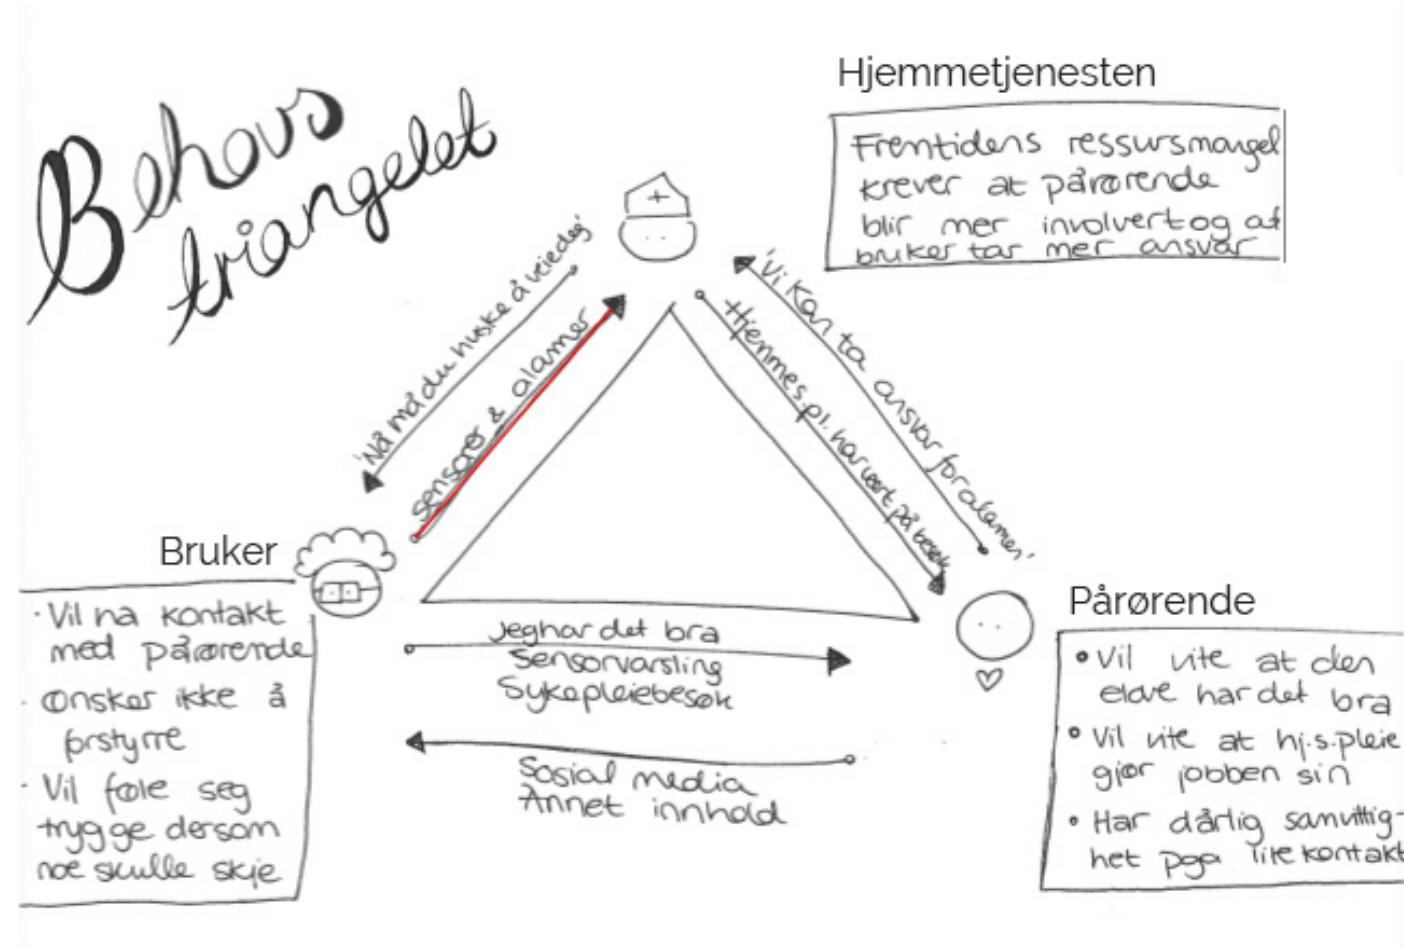 Behovs
triangelet
Hjemmetjenesten
Fremtidens ressursmangel
krever at pårørende
blir mer involvert og at
bruker tar mer ansvar
'Nå må du huske å veie deg'
Sensorer & alarmer
'Vi kan ta ansvar for alarmen'
Hjemmes.pl. har vært på besøk
Bruker
· Vil ha kontakt
med pårørende
· Ønsker ikke å
forstyrre
· Vil føle seg
trygge dersom
noe skulle skje
Jeg har det bra
Sensorvarsling
Sykepleiebesøk
Sosial media
Annet innhold
Pårørende
• Vil vite at den
eldre har det bra
• Vil vite at hj.s.pleie
gjør jobben sin
• Har dårlig samvittig-
het pga lite kontakt